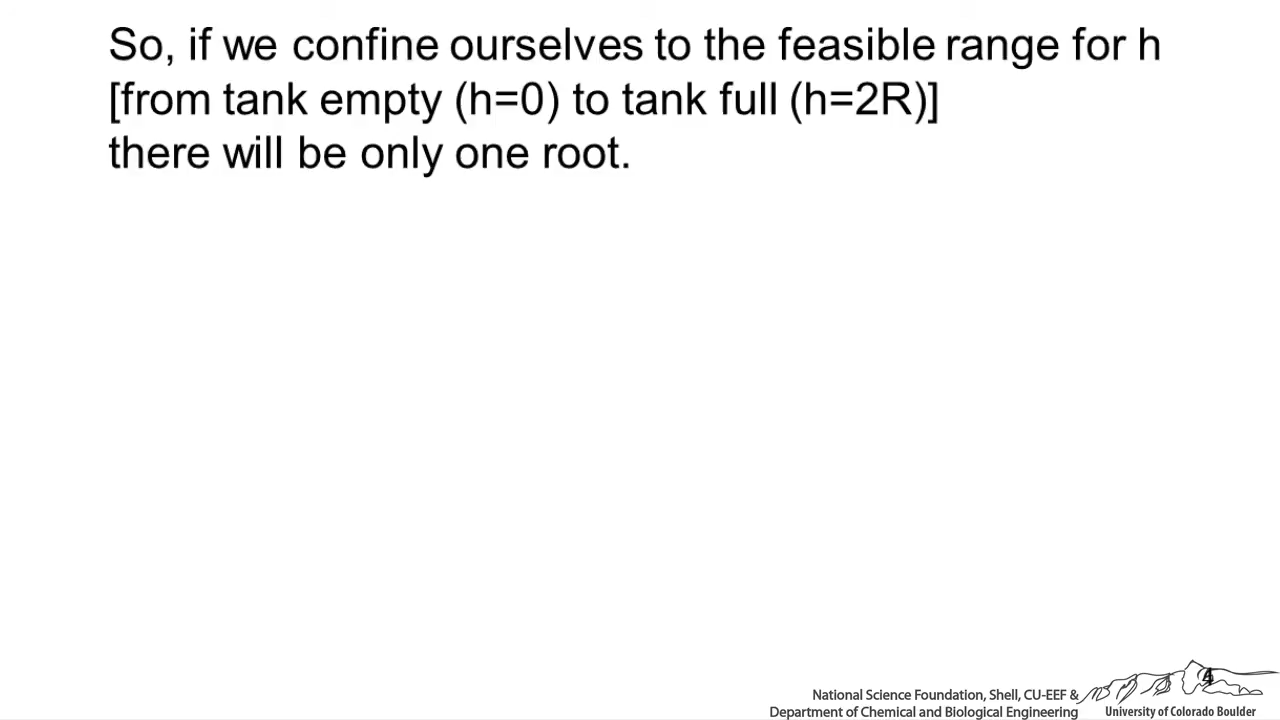 So, if we confine ourselves to the feasible range for h
[from tank empty (h=0) to tank full (h=2R)]
there will be only one root.
4
National Science Foundation, Shell, CU-EEF &
Department of Chemical and Biological Engineering
University of Colorado Boulder